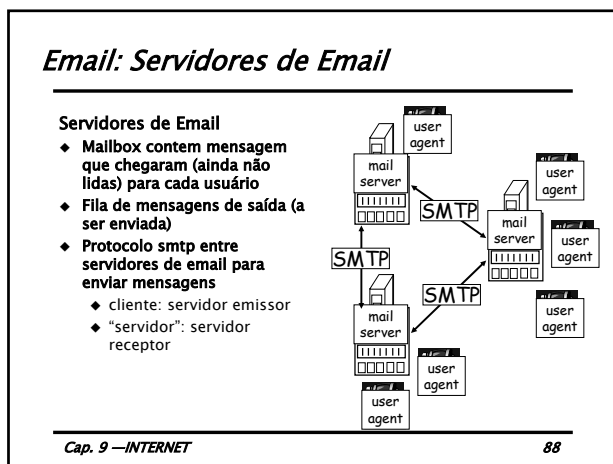 Email: Servidores de Email
Servidores de Email
◆ Mailbox contem mensagem
que chegaram (ainda não
lidas) para cada usuário
◆ Fila de mensagens de saída (a
ser enviada)
◆ Protocolo smtp entre
servidores de email para
enviar mensagens
◆ cliente: servidor emissor
◆ "servidor": servidor
receptor
user
agent
mail
server
user
agent
SMTP
mail
server
user
agent
SMTP
SMTP
user
agent
mail
server
user
agent
user
agent
Cap. 9 —INTERNET
88